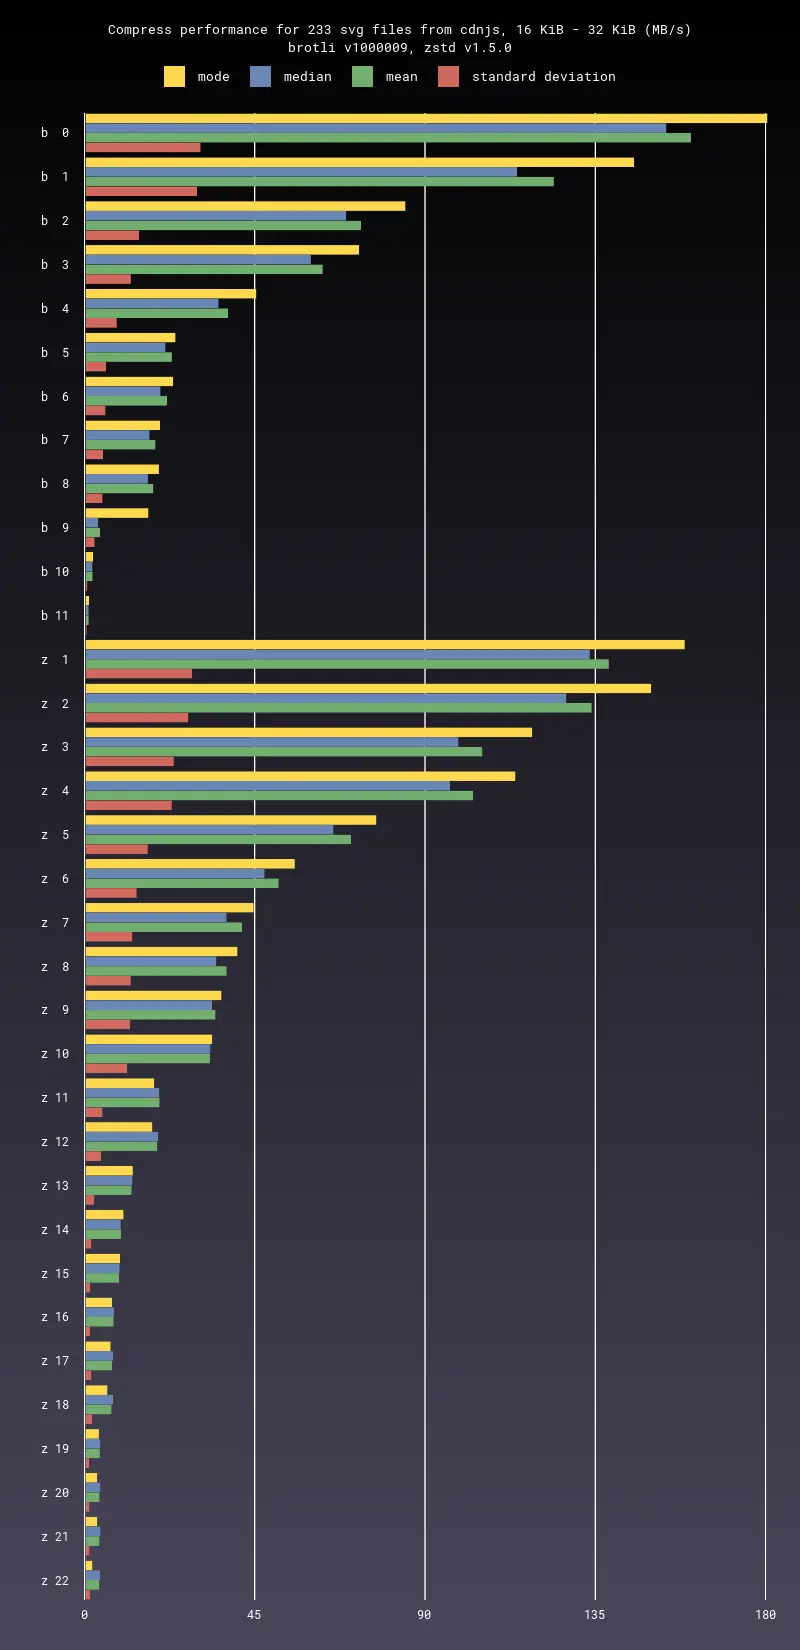 Compress performance for 233 svg files from cdnjs, 16 KiB - 32 KiB (MB/s)
brotli v1000009, zstd v1.5.0
mode median mean standard deviation
b 0
b 1
b 2
b 3
b 4
b 5
b 6
b 7
b 8
b 9
b 10
b 11
z 1
z 2
z 3
z 4
z 5
z 6
z 7
z 8
z 9
z 10
z 11
z 12
z 13
z 14
z 15
z 16
z 17
z 18
z 19
z 20
z 21
z 22
0 45 90 135 180